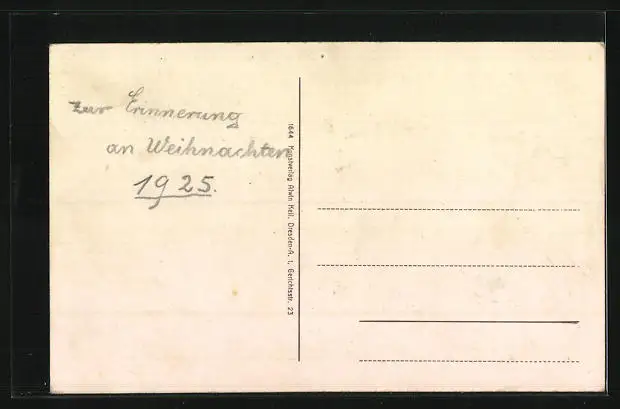 zur Erinnerung
an Weihnachten
1925.
1644 Kunstverlag Alwin Keil, Dresden-A. 1, Gerichtsstr. 23